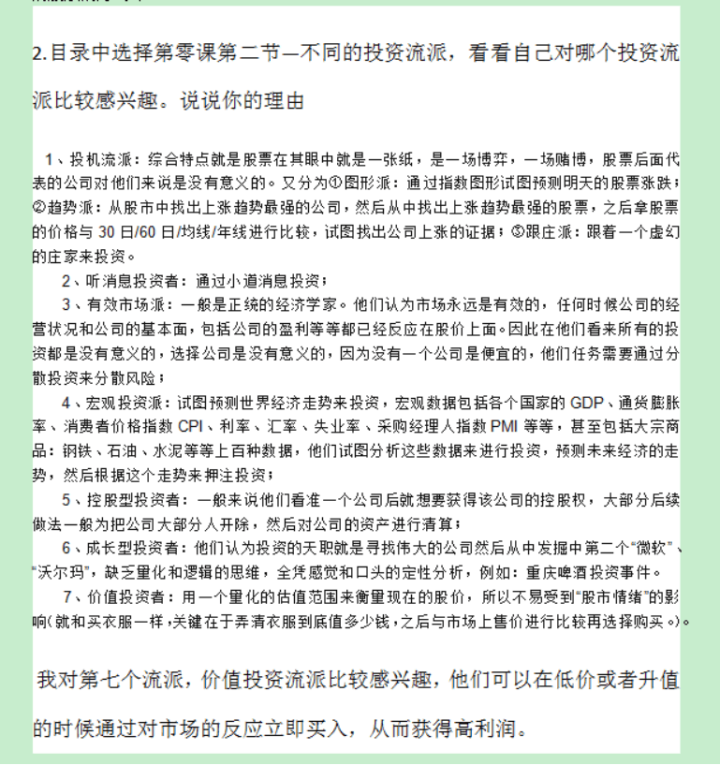 2.目录中选择第零课第二节—不同的投资流派，看看自己对哪个投资流
派比较感兴趣。说说你的理由
1、投机流派：综合特点就是股票在其眼中就是一张纸，是一场博弈，一场赌博，股票后面代
表的公司对他们来说是没有意义的。又分为①图形派：通过指数图形试图预测明天的股票涨跌；
②趋势派：从股市中找出上涨趋势最强的公司，然后从中找出上涨趋势最强的股票，之后拿股票
的价格与 30 日/60 日/均线/年线进行比较，试图找出公司上涨的证据；③跟庄派：跟着一个虚幻
的庄家来投资。
2、听消息投资者：通过小道消息投资；
3、有效市场派：一般是正统的经济学家。他们认为市场永远是有效的，任何时候公司的经
营状况和公司的基本面，包括公司的盈利等等都已经反应在股价上面。因此在他们看来所有的投
资都是没有意义的，选择公司是没有意义的，因为没有一个公司是便宜的，他们任务需要通过分
散投资来分散风险；
4、宏观投资派：试图预测世界经济走势来投资，宏观数据包括各个国家的 GDP、通货膨胀
率、消费者价格指数 CPI、利率、汇率、失业率、采购经理人指数 PMI 等等，甚至包括大宗商
品：钢铁、石油、水泥等等上百种数据，他们试图分析这些数据来进行投资，预测未来经济的走
势，然后根据这个走势来押注投资；
5、控股型投资者：一般来说他们看准一个公司后就想要获得该公司的控股权，大部分后续
做法一般为把公司大部分人开除，然后对公司的资产进行清算；
6、成长型投资者：他们认为投资的天职就是寻找伟大的公司然后从中发掘中第二个“微软”、
“沃尔玛”，缺乏量化和逻辑的思维，全凭感觉和口头的定性分析，例如：重庆啤酒投资事件。
7、价值投资者：用一个量化的估值范围来衡量现在的股价，所以不易受到“股市情绪”的影
响（就和买衣服一样，关键在于弄清衣服到底值多少钱，之后与市场上售价进行比较再选择购买。）。
我对第七个流派，价值投资流派比较感兴趣，他们可以在低价或者升值
的时候通过对市场的反应立即买入，从而获得高利润。